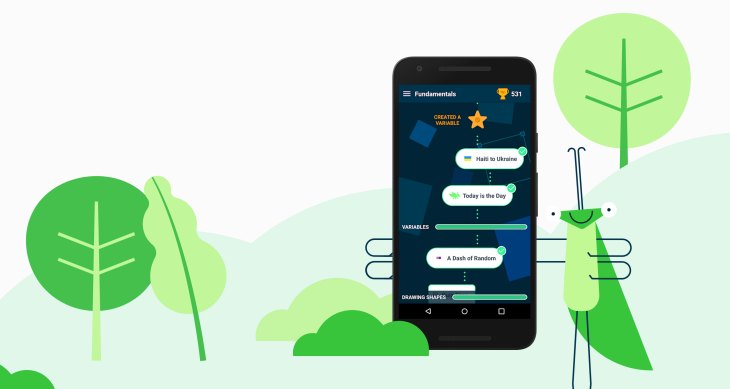 Fundamentals
531
CREATED A
VARIABLE
Haiti to Ukraine
Today is the Day
VARIABLES
A Dash of Random
DRAWING SHAPES